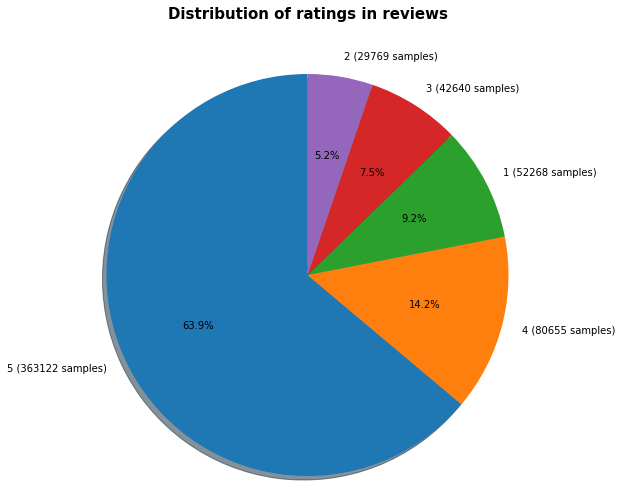 Distribution of ratings in reviews
2 (29769 samples)
3 (42640 samples)
5.2%
7.5%
1 (52268 samples)
9.2%
14.2%
63.9%
4 (80655 samples)
5 (363122 samples)